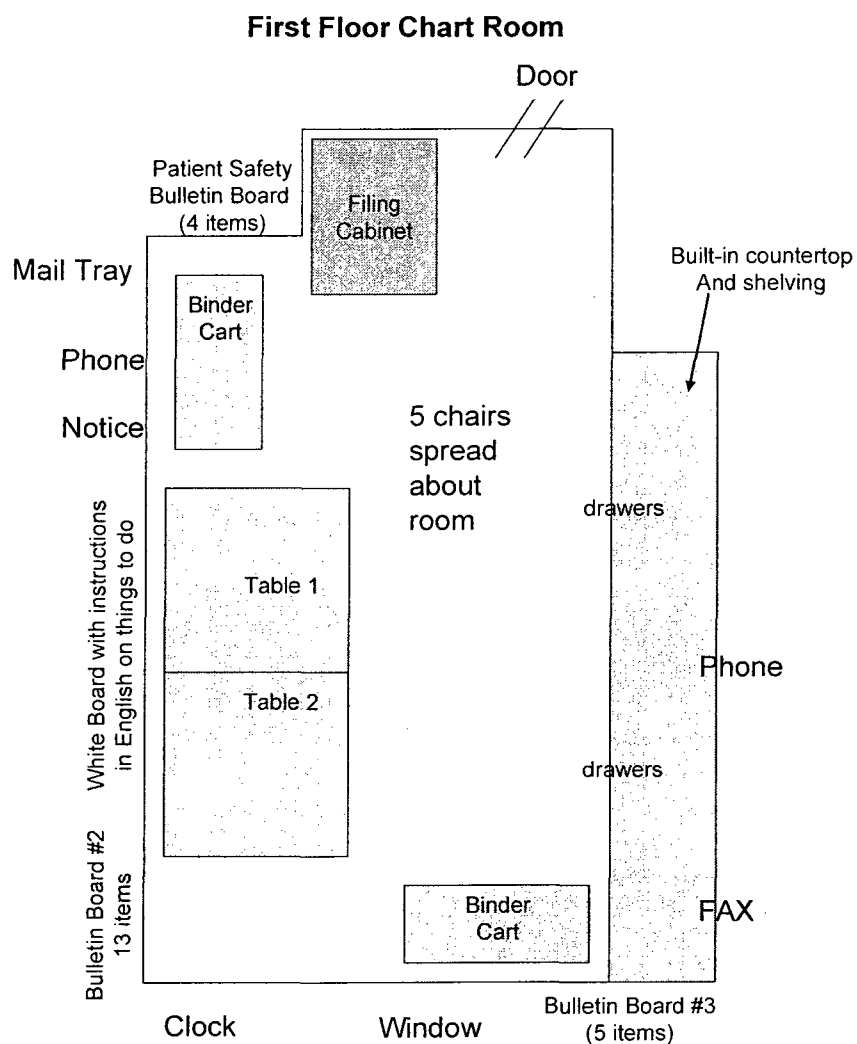 First Floor Chart Room
Door
Patient Safety
Bulletin Board
(4 items)
Filing
Cabinet
Built-in countertop
And shelving
Mail Tray
Binder
Cart
Phone
Notice
5 chairs
spread
about
room
drawers
White Board with instructions
in English on things to do
Table 1
Phone
Table 2
drawers
Bulletin Board #2
13 items
Binder
Cart
FAX
Clock
Window
Bulletin Board #3
(5 items)